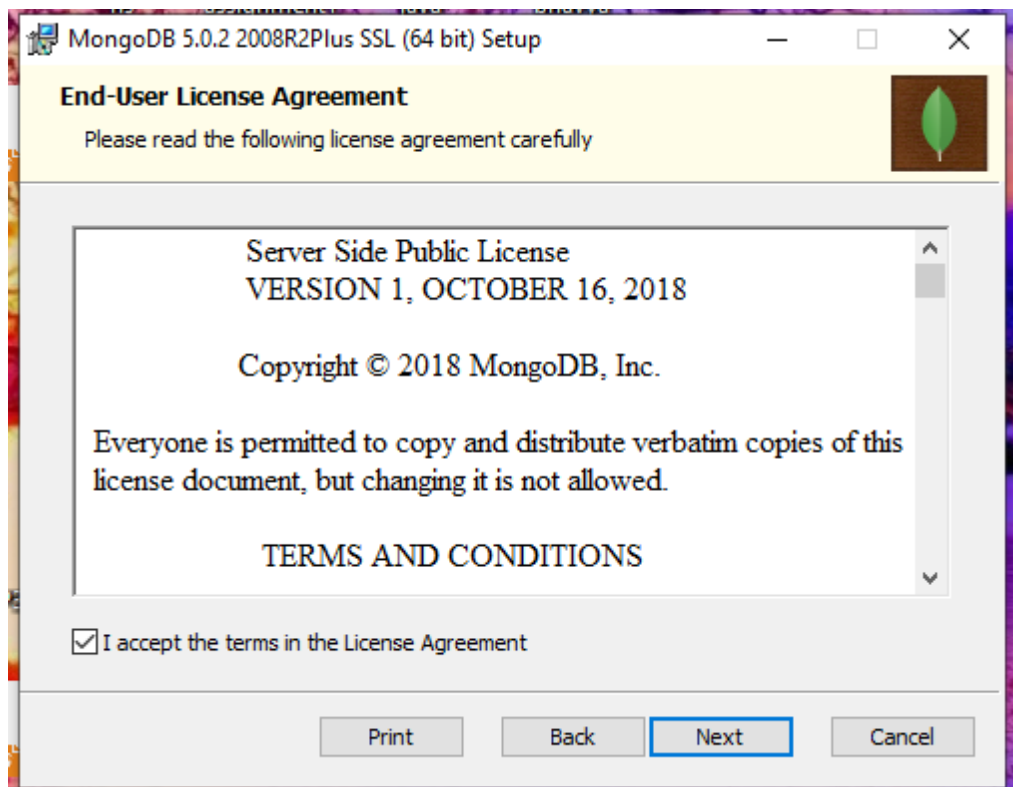 MongoDB 5.0.2 2008R2Plus SSL (64 bit) Setup
End-User License Agreement
Please read the following license agreement carefully
Server Side Public License
VERSION 1, OCTOBER 16, 2018
Copyright © 2018 MongoDB, Inc.
Everyone is permitted to copy and distribute verbatim copies of this
license document, but changing it is not allowed.
TERMS AND CONDITIONS
I accept the terms in the License Agreement
Print Back Next Cancel